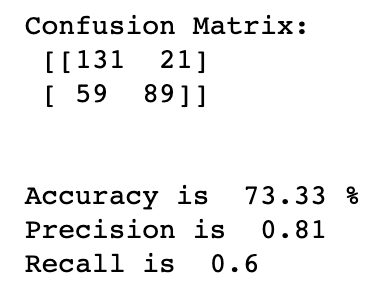 Confusion Matrix:
[[131  21]
[ 59  89]]
Accuracy is  73.33 %
Precision is  0.81
Recall is  0.6